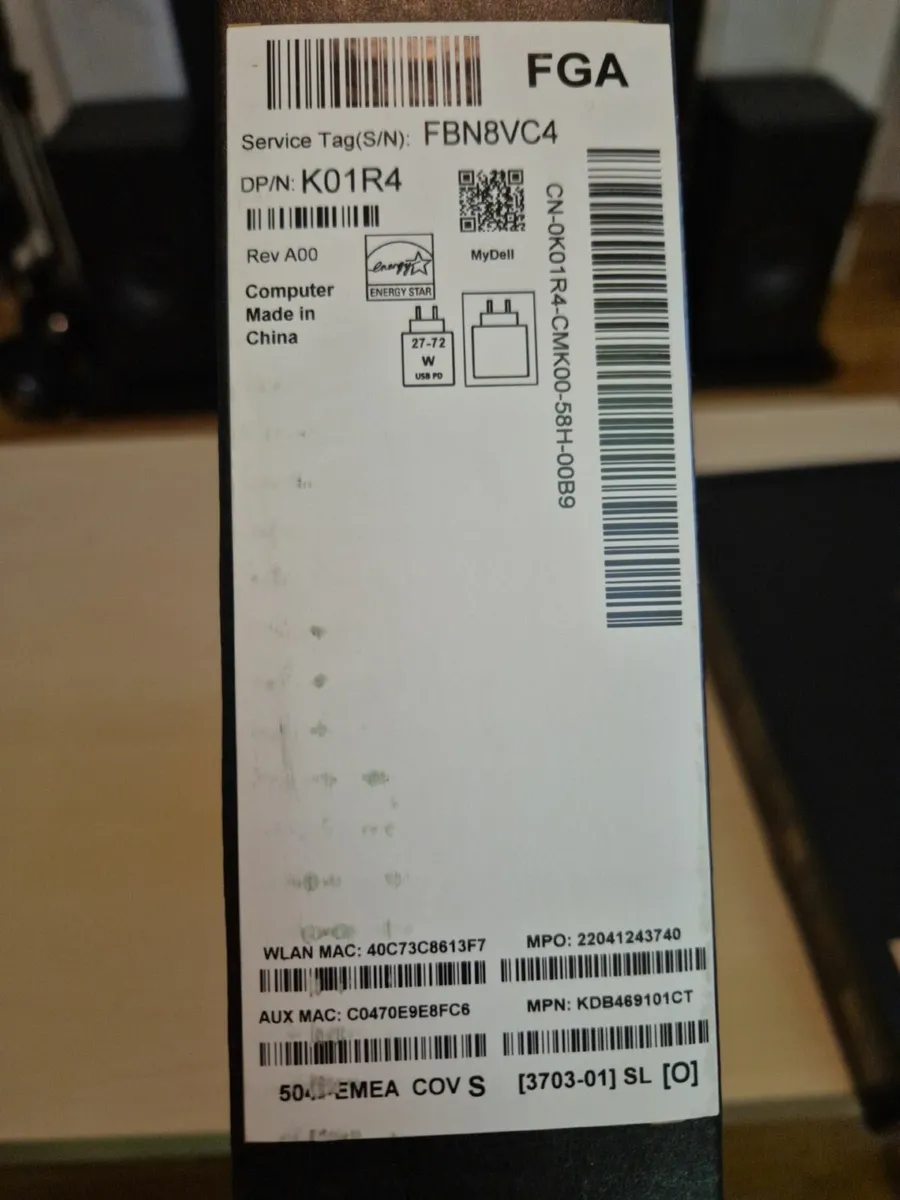 FGA
Service Tag(S/N): FBN8VC4
DP/N: K01R4
Rev A00
energy
ENERGY STAR
MyDell
Computer
Made in
China
27-72
W
USB PD
CN-0K01R4-CMK00-58H-00B9
WLAN MAC: 40C73C8613F7
MPO: 22041243740
AUX MAC: C0470E9E8FC6
MPN: KDB469101CT
EMEA COV S
[3703-01] SL [O]